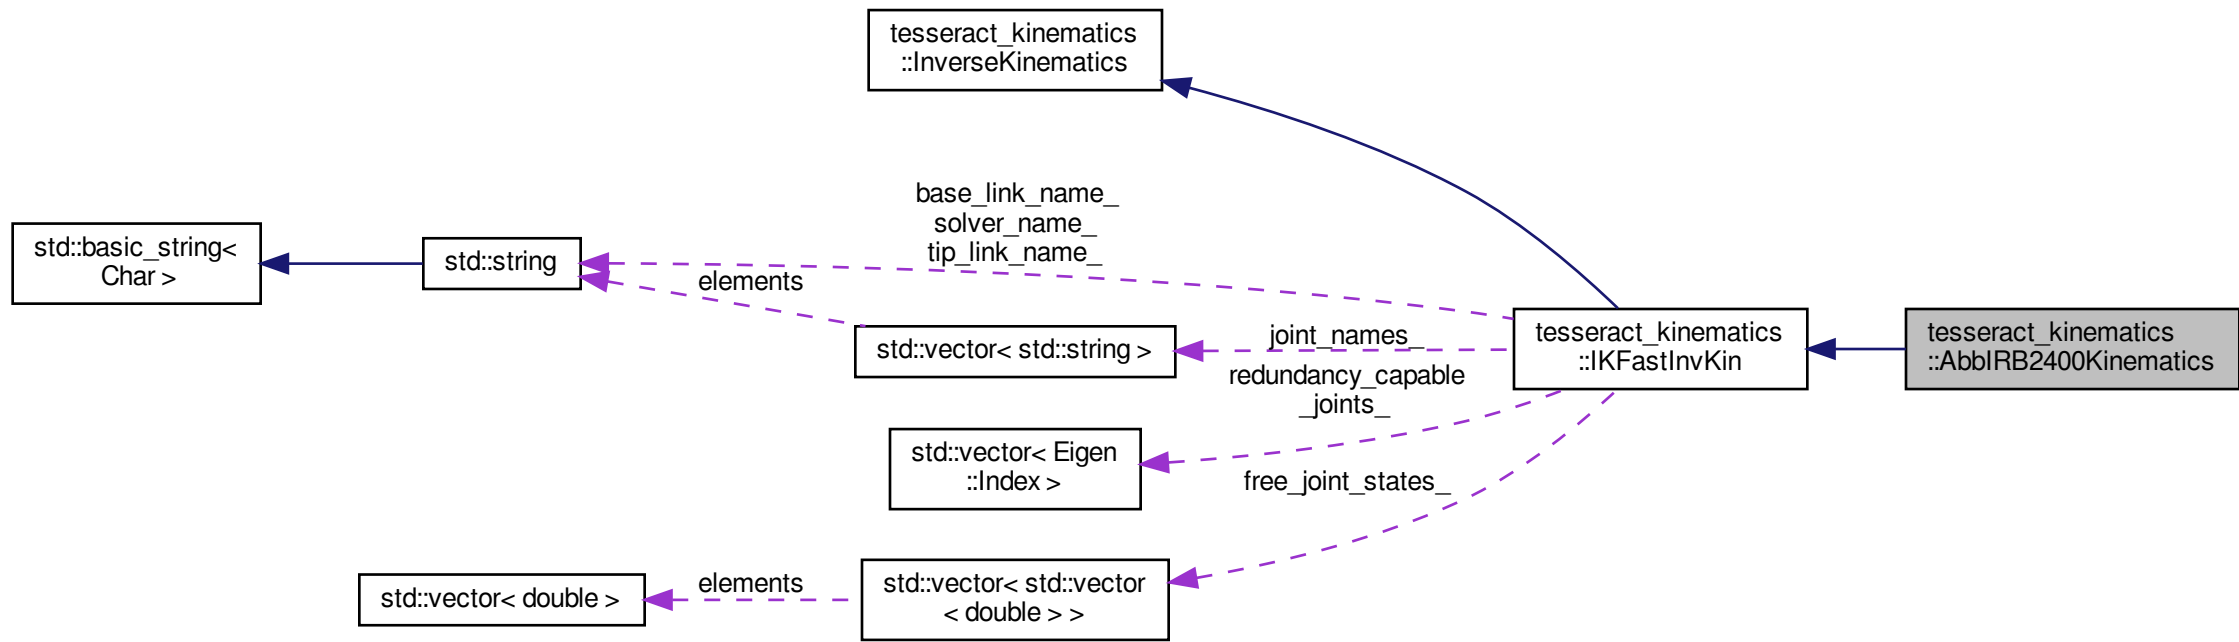 tesseract_kinematics
::InverseKinematics
base_link_name_
solver_name_
tip_link_name_
std::basic_string<
Char >
std::string
elements
std::vector< std::string >
joint_names_
tesseract_kinematics
::IKFastInvKin
tesseract_kinematics
::AbbIRB2400Kinematics
redundancy_capable
_joints_
std::vector< Eigen
::Index >
free_joint_states_
std::vector< double >
elements
std::vector< std::vector
< double > >